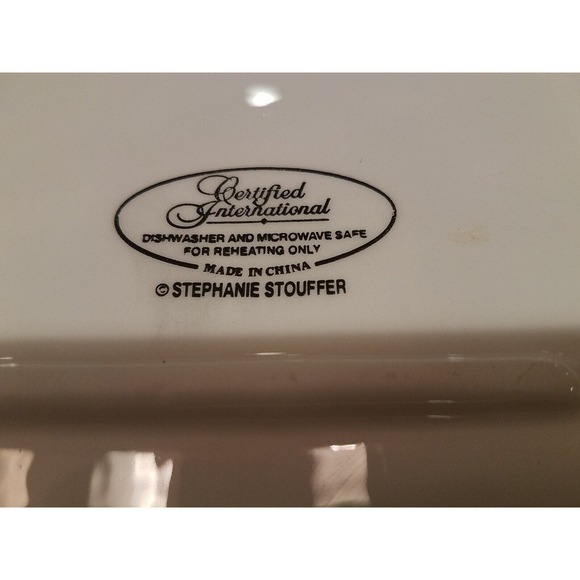 Certified
International
DISHWASHER AND MICROWAVE SAFE
FOR REHEATING ONLY
MADE IN CHINA
© STEPHANIE STOUFFER